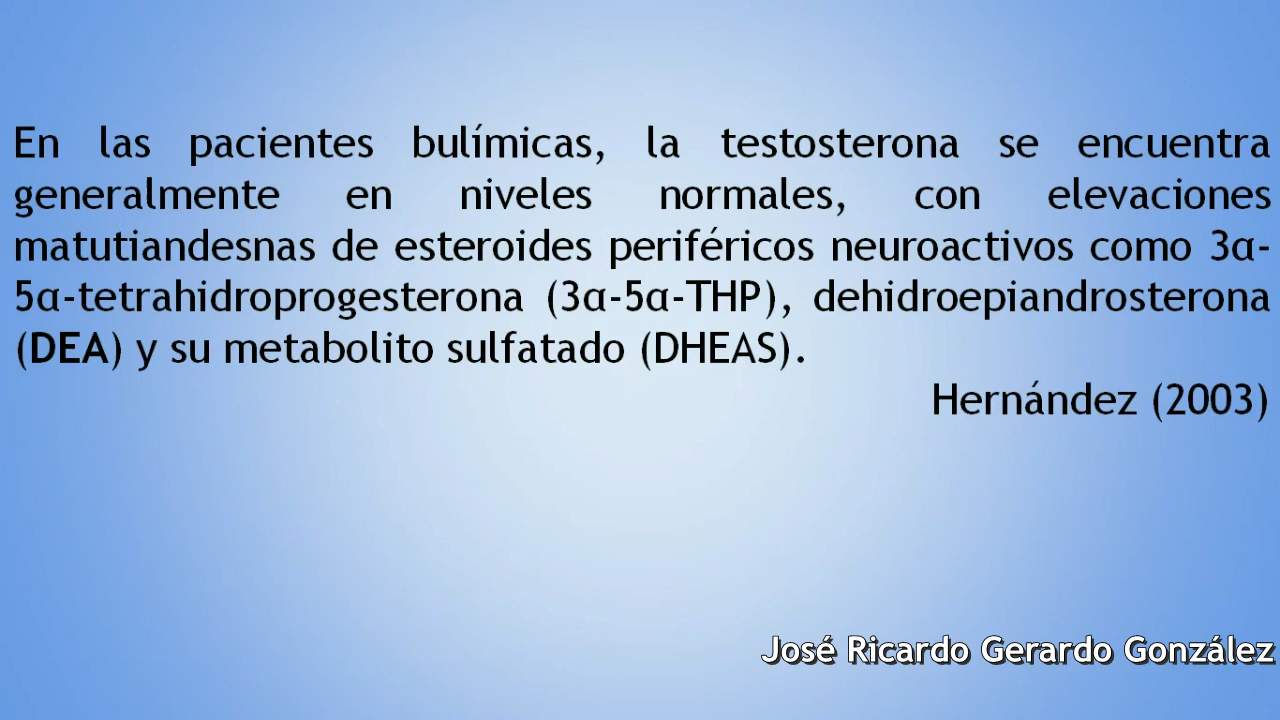 En las pacientes bulímicas, la testosterona se encuentra
generalmente en niveles normales, con elevaciones
matutiandesnas de esteroides periféricos neuroactivos como 3α-
5α-tetrahidroprogesterona (3α-5α-THP), dehidroepiandrosterona
(DEA) y su metabolito sulfatado (DHEAS).
Hernández (2003)
José Ricardo Gerardo González